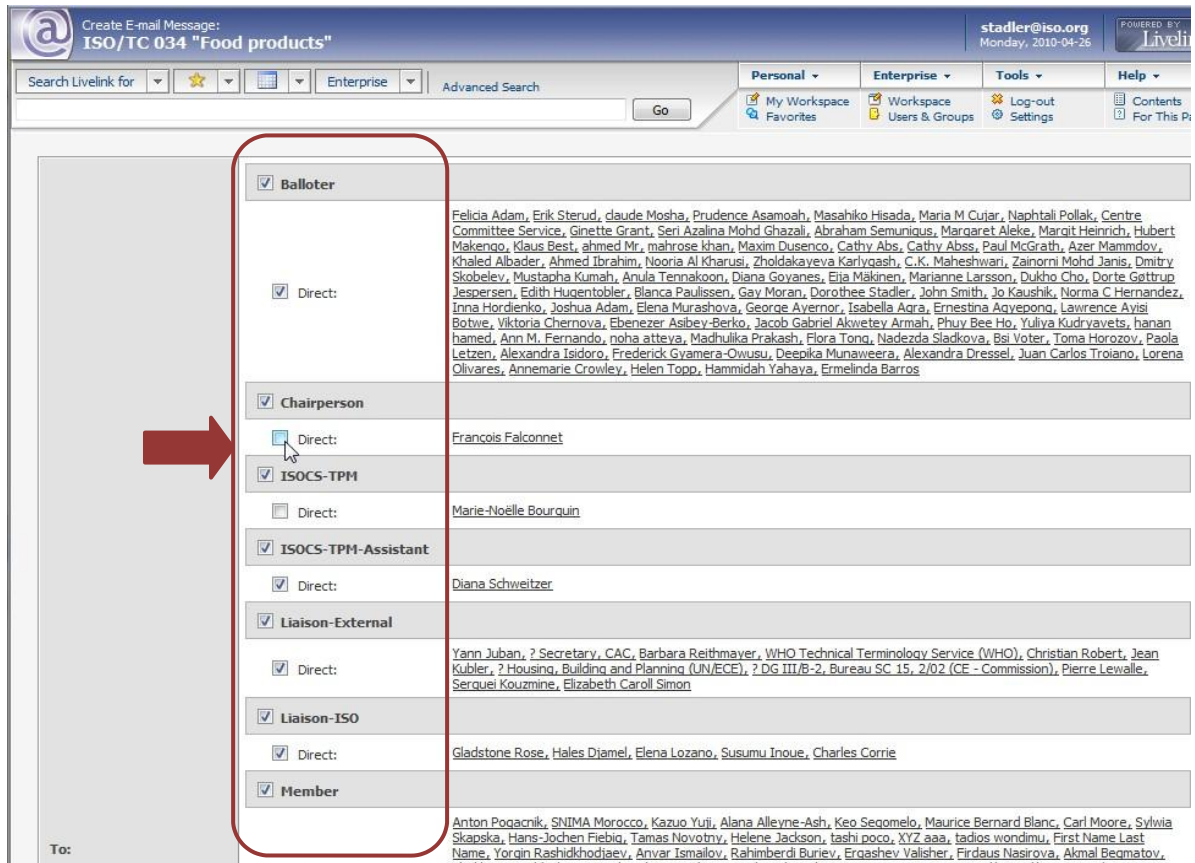 Create E-mail Message:
ISO/TC 034 "Food products"
stadler@iso.org
Monday, 2010-04-26
POWERED BY
Livelin
Search Livelink for
Enterprise
Advanced Search
Go
Personal
Enterprise
Tools
Help
My Workspace
Workspace
Log-out
Contents
Favorites
Users & Groups
Settings
For This Pa
Balloter
Direct:
Felicia Adam, Erik Sterud, claude Mosha, Prudence Asamoah, Masahiko Hisada, Maria M Cujar, Naphtali Pollak, Centre
Committee Service, Ginette Grant, Seri Azalina Mohd Ghazali, Abraham Semunigus, Margaret Aleke, Margit Heinrich, Hubert
Makengo, Klaus Best, ahmed Mr, mahrose khan, Maxim Dusenco, Cathy Abs, Cathy Abss, Paul McGrath, Azer Mammdov,
Khaled Albader, Ahmed Ibrahim, Nooria Al Kharusi, Zholdakayeva Karlygash, C.K. Maheshwari, Zainorni Mohd Janis, Dmitry
Skobelev, Mustapha Kumah, Anula Tennakoon, Diana Goyanes, Eija Mäkinen, Marianne Larsson, Dukho Cho, Dorte Gøttrup
Jespersen, Edith Hugentobler, Blanca Paulissen, Gay Moran, Dorothee Stadler, John Smith, Jo Kaushik, Norma C Hernandez,
Inna Hordienko, Joshua Adam, Elena Murashova, George Ayernor, Isabella Agra, Ernestina Agyepong, Lawrence Ayisi
Botwe, Viktoria Chernova, Ebenezer Asibey-Berko, Jacob Gabriel Akwetey Armah, Phuy Bee Ho, Yuliya Kudryavets, hanan
hamed, Ann M. Fernando, noha atteya, Madhulika Prakash, Flora Tong, Nadezda Sladkova, Bsi Voter, Toma Horozov, Paola
Letzen, Alexandra Isidoro, Frederick Gyamera-Owusu, Deepika Munaweera, Alexandra Dressel, Juan Carlos Troiano, Lorena
Olivares, Annemarie Crowley, Helen Topp, Hammidah Yahaya, Ermelinda Barros
Chairperson
Direct:
François Falconnet
ISOCS-TPM
Direct:
Marie-Noëlle Bourquin
ISOCS-TPM-Assistant
Direct:
Diana Schweitzer
Liaison-External
Direct:
Yann Juban, ? Secretary, CAC, Barbara Reithmayer, WHO Technical Terminology Service (WHO), Christian Robert, Jean
Kubler, ? Housing, Building and Planning (UN/ECE), ? DG III/B-2, Bureau SC 15, 2/02 (CE - Commission), Pierre Lewalle,
Serguei Kouzmine, Elizabeth Caroll Simon
Liaison-ISO
Direct:
Gladstone Rose, Hales Djamel, Elena Lozano, Susumu Inoue, Charles Corrie
Member
To:
Anton Pogacnik, SNIMA Morocco, Kazuo Yuji, Alana Alleyne-Ash, Keo Segomelo, Maurice Bernard Blanc, Carl Moore, Sylwia
Skapska, Hans-Jochen Fiebig, Tamas Novotny, Helene Jackson, tashi poco, XYZ aaa, tadios wondimu, First Name Last
Name, Yorqin Rashidkhodjaev, Anvar Ismailov, Rahimberdi Buriev, Ergashev Valisher, Firdaus Nasirova, Akmal Begmatov,